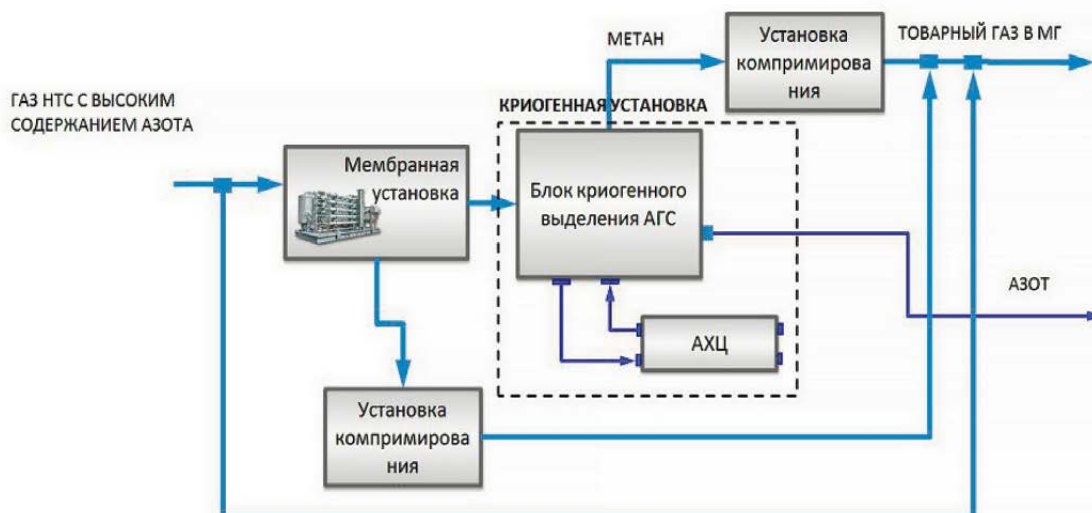 МЕТАН
Установка
компримирова
ния
ТОВАРНЫЙ ГАЗ В МГ
ГАЗ НТС С ВЫСОКИМ
СОДЕРЖАНИЕМ АЗОТА
КРИОГЕННАЯ УСТАНОВКА
Мембранная
установка
Блок криогенного
выделения АГС
АЗОТ
АХЦ
Установка
компримирова
ния